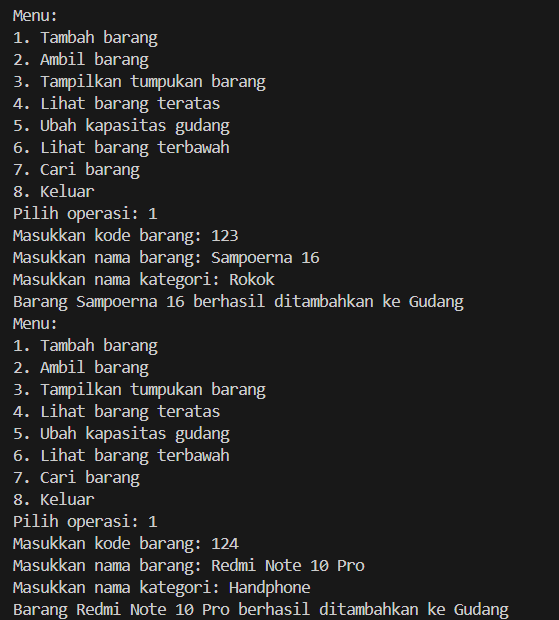 Menu:
1. Tambah barang
2. Ambil barang
3. Tampilkan tumpukan barang
4. Lihat barang teratas
5. Ubah kapasitas gudang
6. Lihat barang terbawah
7. Cari barang
8. Keluar
Pilih operasi: 1
Masukkan kode barang: 123
Masukkan nama barang: Sampoerna 16
Masukkan nama kategori: Rokok
Barang Sampoerna 16 berhasil ditambahkan ke Gudang
Menu:
1. Tambah barang
2. Ambil barang
3. Tampilkan tumpukan barang
4. Lihat barang teratas
5. Ubah kapasitas gudang
6. Lihat barang terbawah
7. Cari barang
8. Keluar
Pilih operasi: 1
Masukkan kode barang: 124
Masukkan nama barang: Redmi Note 10 Pro
Masukkan nama kategori: Handphone
Barang Redmi Note 10 Pro berhasil ditambahkan ke Gudang